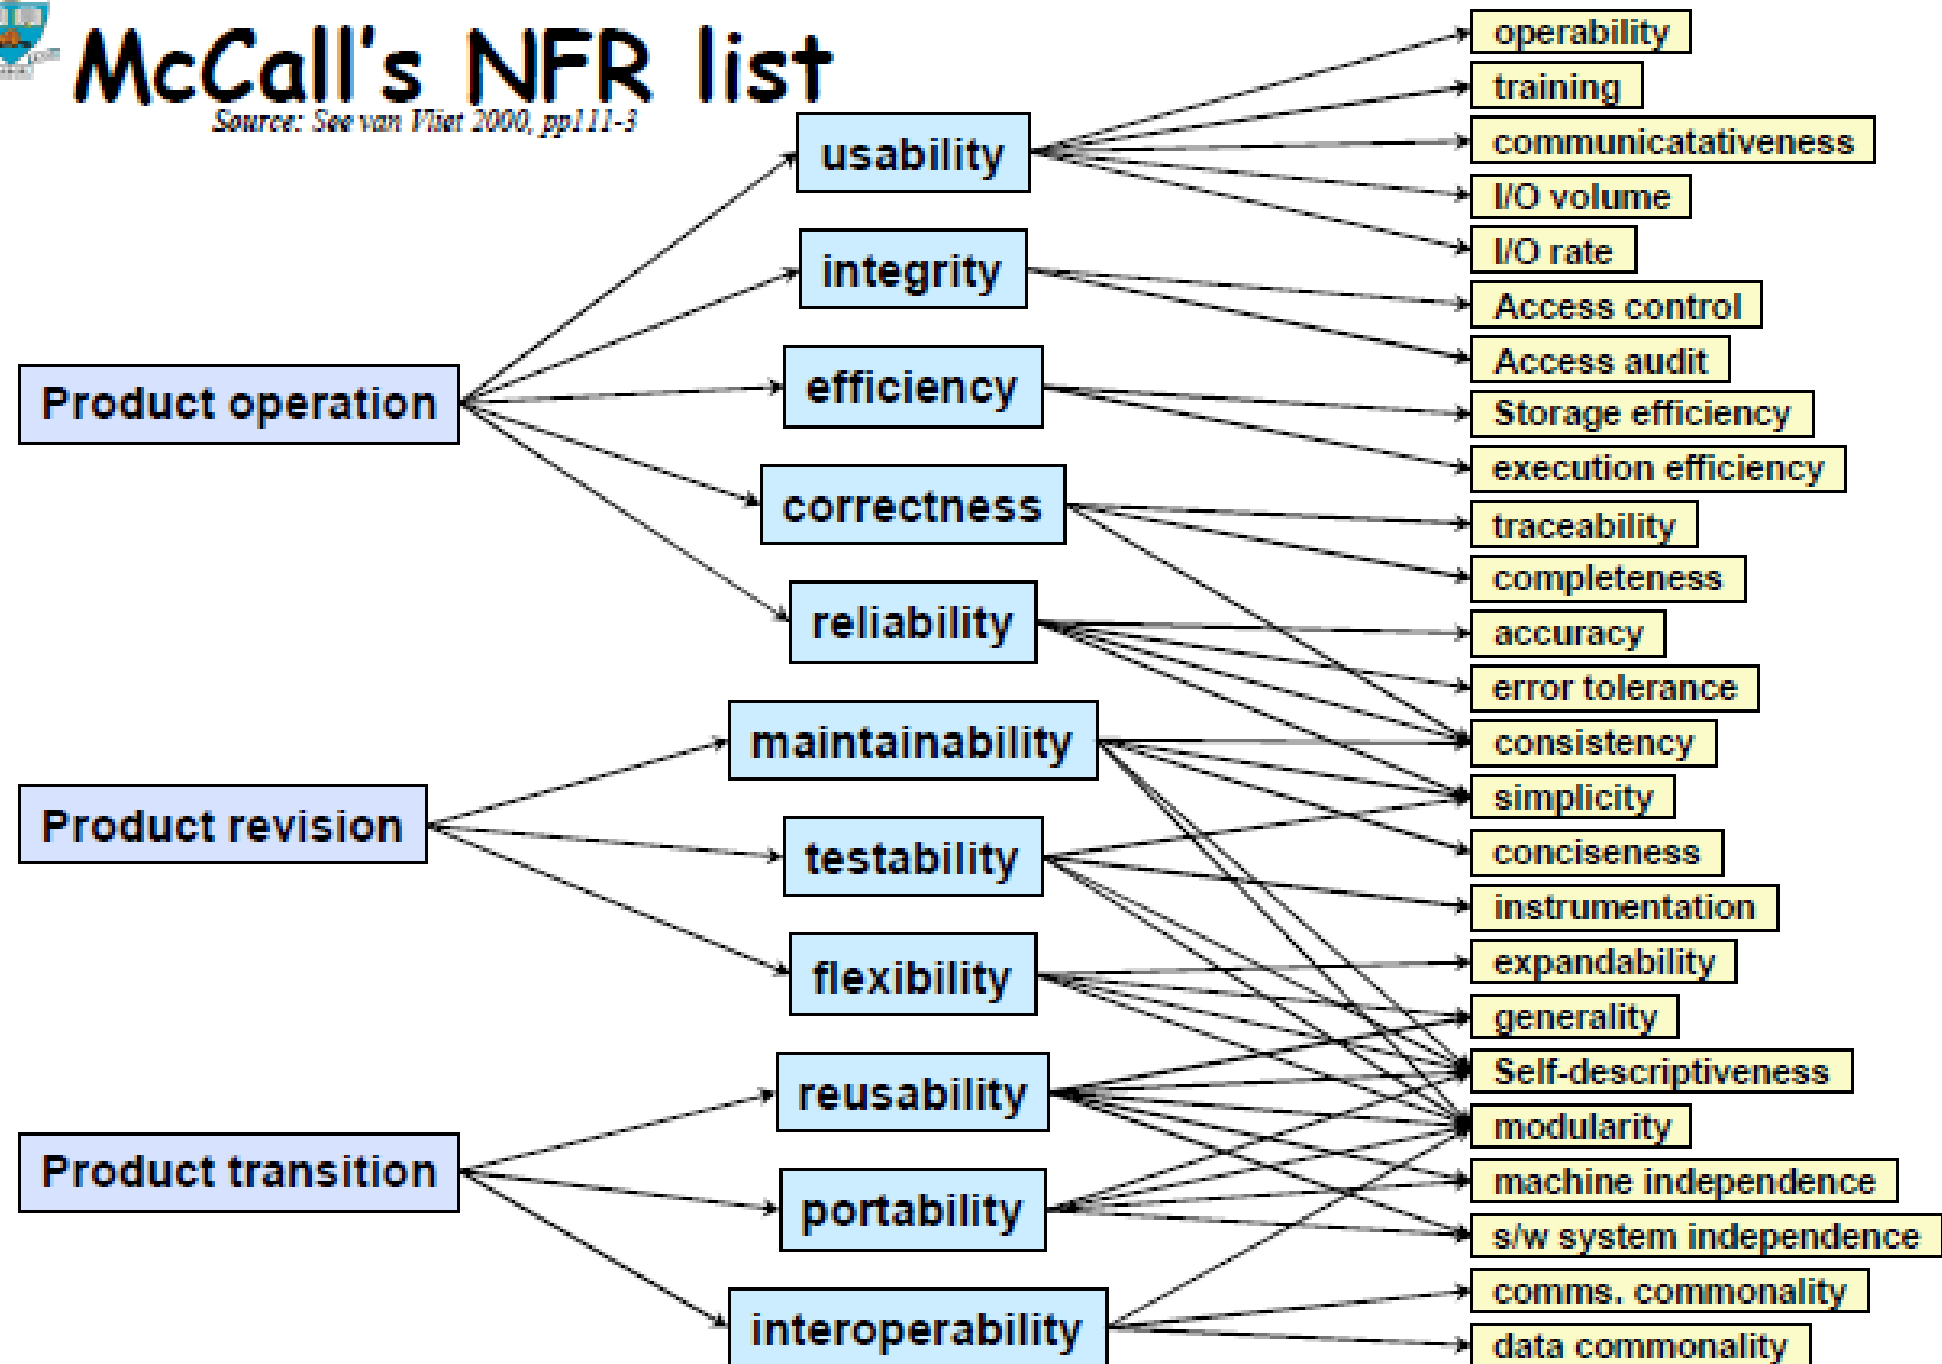 McCall's NFR list
Source: See van Vliet 2000, pp111-3
Product operation
Product revision
Product transition
usability
integrity
efficiency
correctness
reliability
maintainability
testability
flexibility
reusability
portability
interoperability
operability
training
communicatativeness
I/O volume
I/O rate
Access control
Access audit
Storage efficiency
execution efficiency
traceability
completeness
accuracy
error tolerance
consistency
simplicity
conciseness
instrumentation
expandability
generality
Self-descriptiveness
modularity
machine independence
s/w system independence
comms. commonality
data commonality